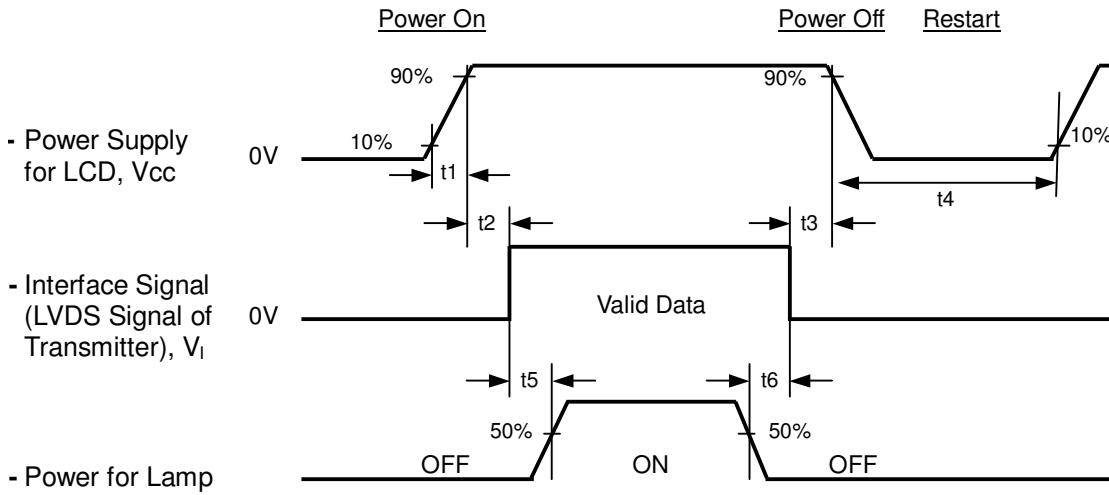 Power On
Power Off
Restart
90%
90%
- Power Supply
for LCD, Vcc
0V
10%
10%
t1
t4
t2
t3
- Interface Signal
(LVDS Signal of
Transmitter), VI
0V
Valid Data
t5
t6
50%
50%
- Power for Lamp
OFF
ON
OFF